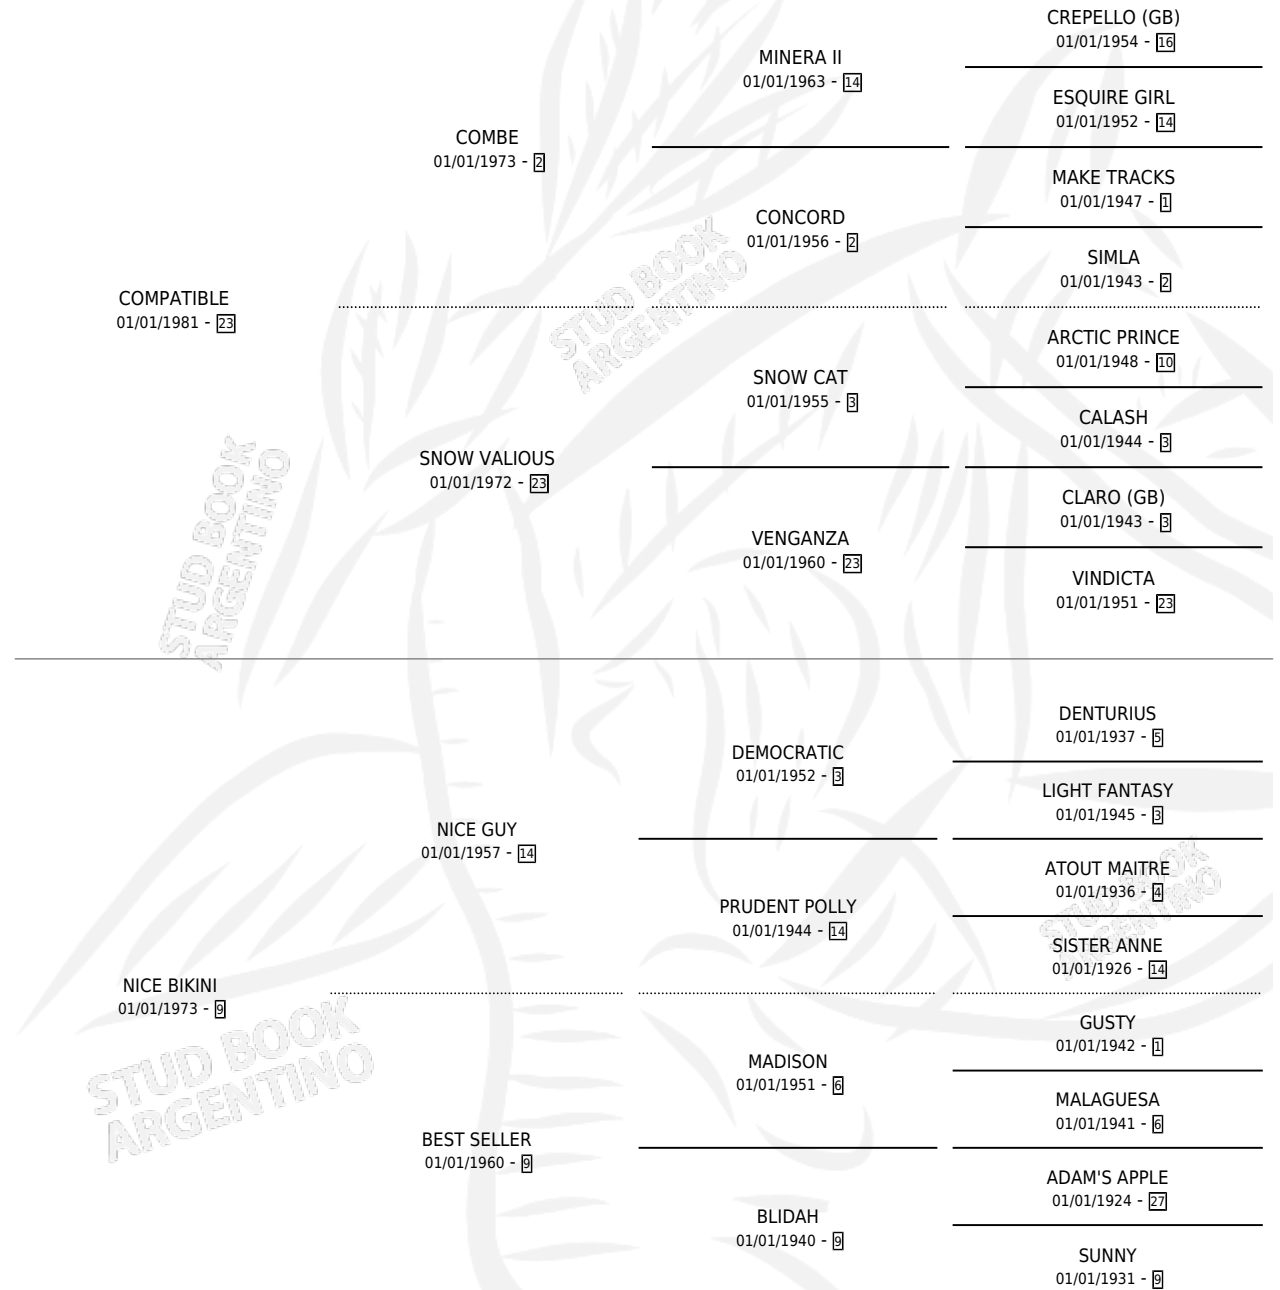 CREPELLO (GB)
01/01/1954 - 16
MINERA II
01/01/1963 - 14
ESQUIRE GIRL
01/01/1952 - 14
COMBE
01/01/1973 - 2
MAKE TRACKS
01/01/1947 - 1
CONCORD
01/01/1956 - 2
SIMLA
01/01/1943 - 2
COMPATIBLE
01/01/1981 - 23
ARCTIC PRINCE
01/01/1948 - 10
SNOW CAT
01/01/1955 - 3
CALASH
01/01/1944 - 3
SNOW VALIOUS
01/01/1972 - 23
CLARO (GB)
01/01/1943 - 3
VENGANZA
01/01/1960 - 23
VINDICTA
01/01/1951 - 23
DENTURIUS
01/01/1937 - 5
DEMOCRATIC
01/01/1952 - 3
LIGHT FANTASY
01/01/1945 - 3
NICE GUY
01/01/1957 - 14
ATOUT MAITRE
01/01/1936 - 4
PRUDENT POLLY
01/01/1944 - 14
SISTER ANNE
01/01/1926 - 14
NICE BIKINI
01/01/1973 - 9
GUSTY
01/01/1942 - 1
MADISON
01/01/1951 - 6
MALAGUESA
01/01/1941 - 6
BEST SELLER
01/01/1960 - 9
ADAM'S APPLE
01/01/1924 - 27
BLIDAH
01/01/1940 - 9
SUNNY
01/01/1931 - 9
STUD BOOK
ARGENTINO
STUD BOOK
ARGENTINO
STUD BOOK
ARGENTINO
STUD BOOK
ARGENTINO